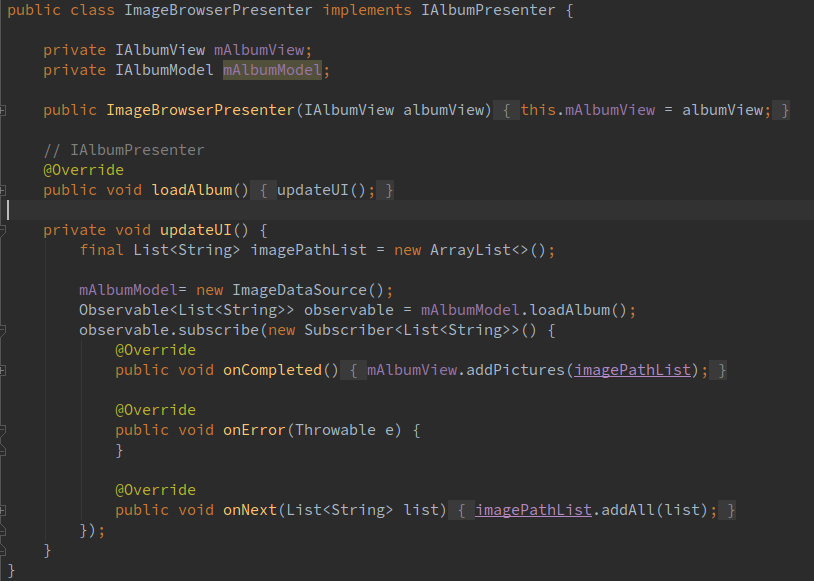 public class ImageBrowserPresenter implements IAlbumPresenter {
private IAlbumView mAlbumView;
private IAlbumModel mAlbumModel;
public ImageBrowserPresenter(IAlbumView albumView) { this.mAlbumView = albumView; }
// IAlbumPresenter
@Override
public void loadAlbum() { updateUI(); }
private void updateUI() {
final List<String> imagePathList = new ArrayList<>();
mAlbumModel= new ImageDataSource();
Observable<List<String>> observable = mAlbumModel.loadAlbum();
observable.subscribe(new Subscriber<List<String>>() {
@Override
public void onCompleted() { mAlbumView.addPictures(imagePathList); }
@Override
public void onError(Throwable e) {
}
@Override
public void onNext(List<String> list) { imagePathList.addAll(list); }
});
}
}